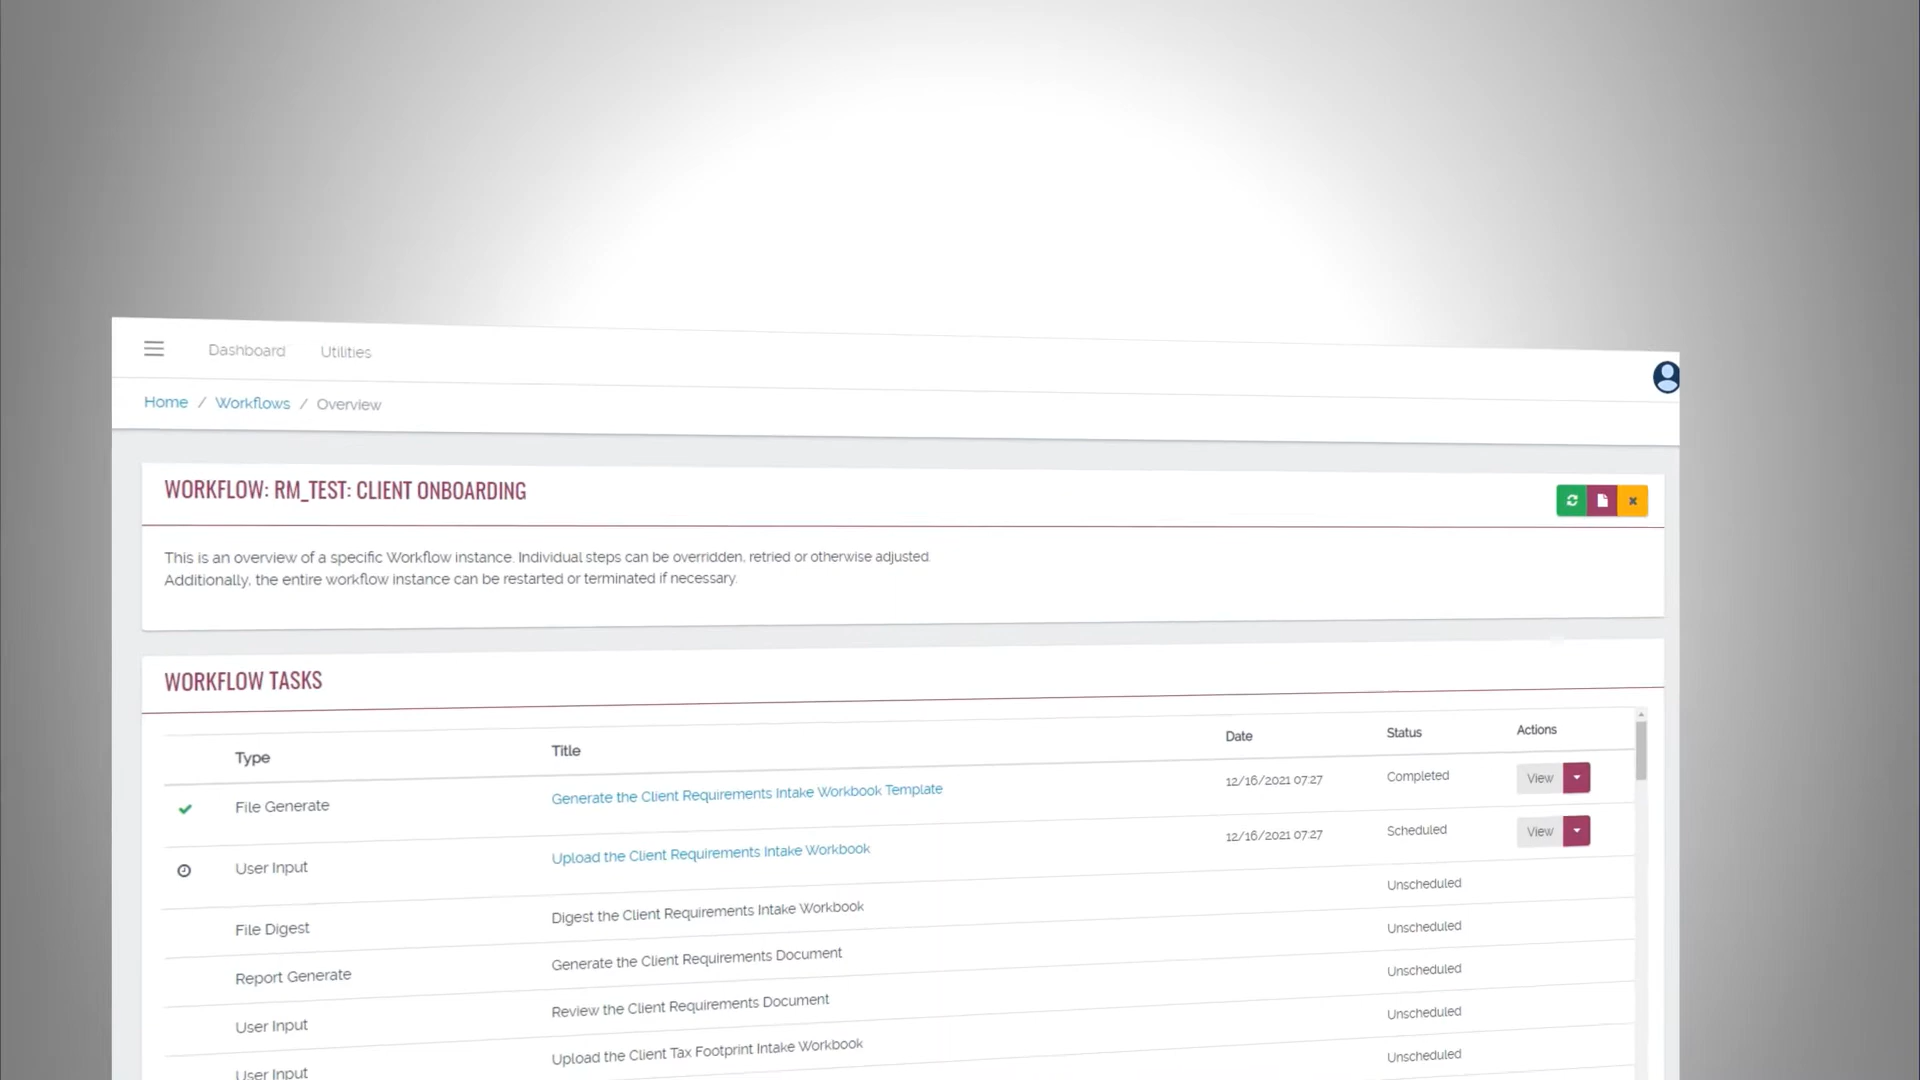 Dashboard Utilities
Home / Workflows / Overview
WORKFLOW: RM_TEST: CLIENT ONBOARDING
This is an overview of a specific Workflow instance. Individual steps can be overridden, retried or otherwise adjusted.
Additionally, the entire workflow instance can be restarted or terminated if necessary.
WORKFLOW TASKS
Type Title Date Status Actions
File Generate Generate the Client Requirements Intake Workbook Template 12/16/2021 07:27 Completed View
User Input Upload the Client Requirements Intake Workbook 12/16/2021 07:27 Scheduled View
File Digest Digest the Client Requirements Intake Workbook Unscheduled
Report Generate Generate the Client Requirements Document Unscheduled
User Input Review the Client Requirements Document Unscheduled
User Input Upload the Client Tax Footprint Intake Workbook Unscheduled
Unscheduled